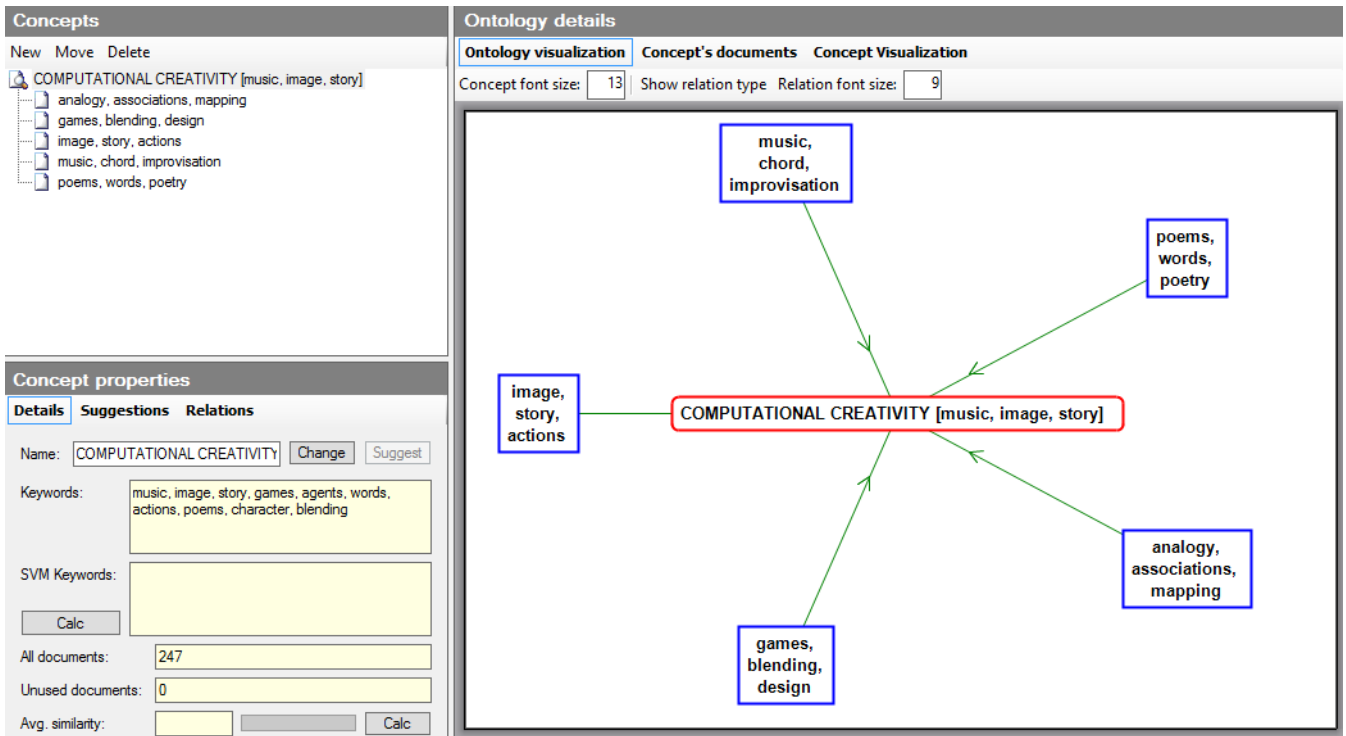 Concepts
New Move Delete
COMPUTATIONAL CREATIVITY [music, image, story]
analogy, associations, mapping
games, blending, design
image, story, actions
music, chord, improvisation
poems, words, poetry
Concept properties
Details Suggestions Relations
Name: COMPUTATIONAL CREATIVITY Change Suggest
Keywords: music, image, story, games, agents, words,
actions, poems, character, blending
SVM Keywords:
Calc
All documents: 247
Unused documents: 0
Avg. similarity: Calc
Ontology details
Ontology visualization Concept's documents Concept Visualization
Concept font size: 13 Show relation type Relation font size: 9
music,
chord,
improvisation
poems,
words,
poetry
image,
story,
actions
COMPUTATIONAL CREATIVITY [music, image, story]
analogy,
associations,
mapping
games,
blending,
design